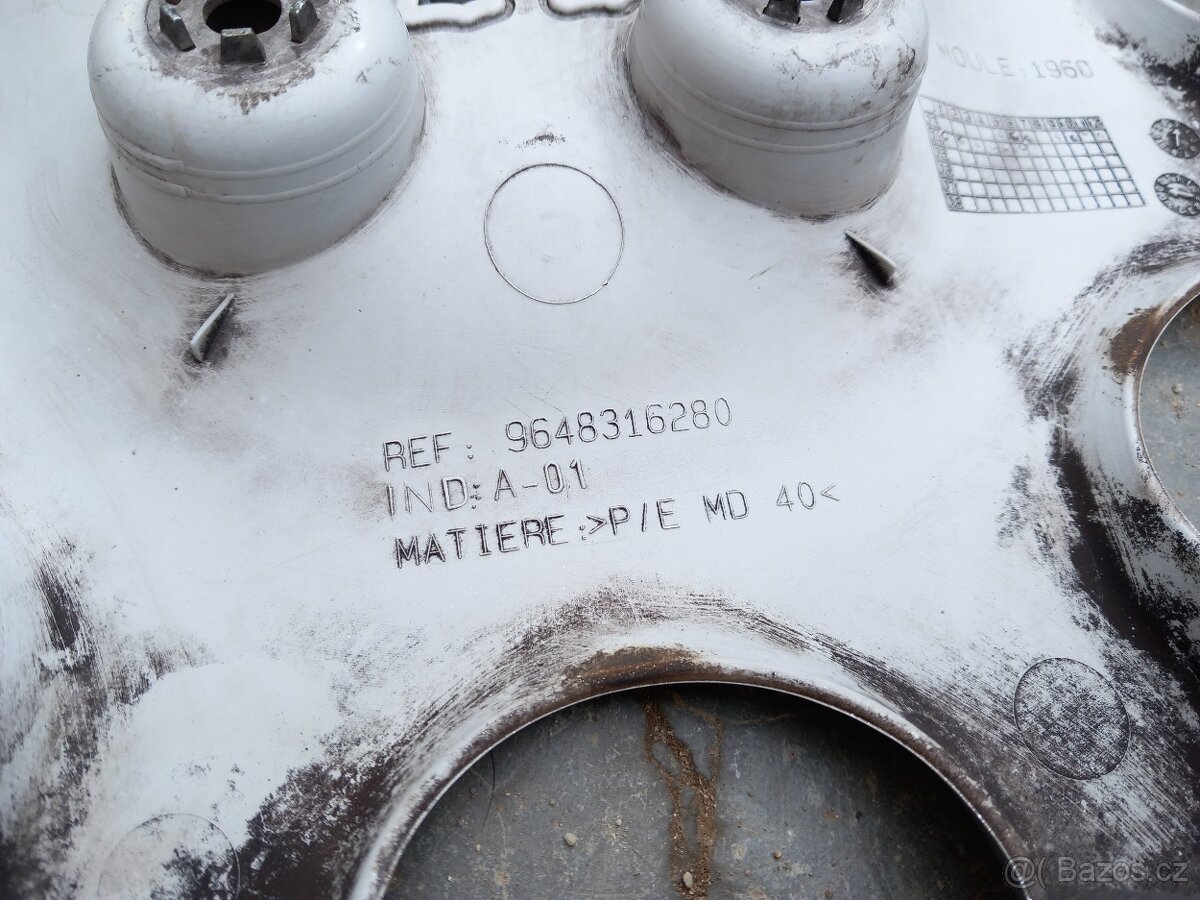 MOULE: 1960
REF: 9648316280
IND: A-01
MATIERE:>P/E MD 40<
@( Bazos.cz